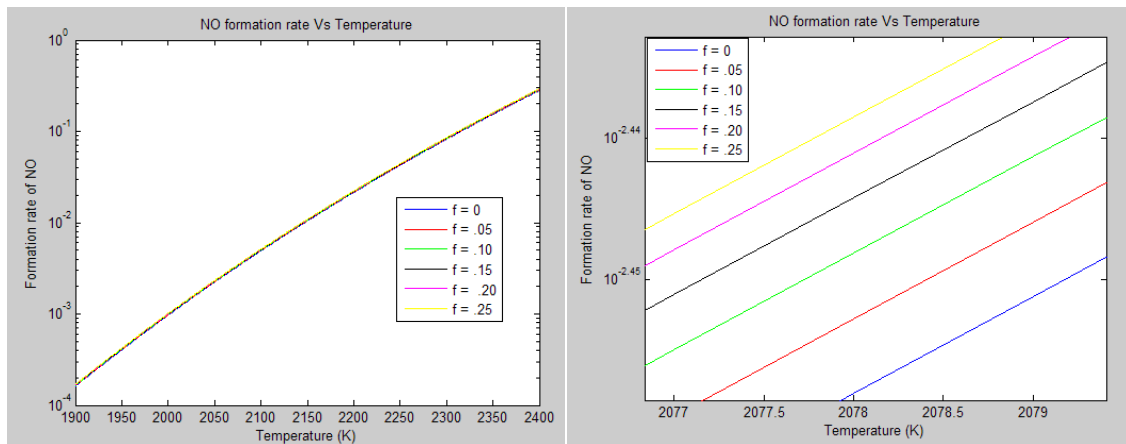 NO formation rate Vs Temperature
10^0
10^-1
10^-2
10^-3
10^-4
Formation rate of NO
f = 0
f = .05
f = .10
f = .15
f = .20
f = .25
1900 1950 2000 2050 2100 2150 2200 2250 2300 2350 2400
Temperature (K)
NO formation rate Vs Temperature
f = 0
f = .05
f = .10
f = .15
f = .20
f = .25
10^-2.44
10^-2.45
Formation rate of NO
2077 2077.5 2078 2078.5 2079
Temperature (K)